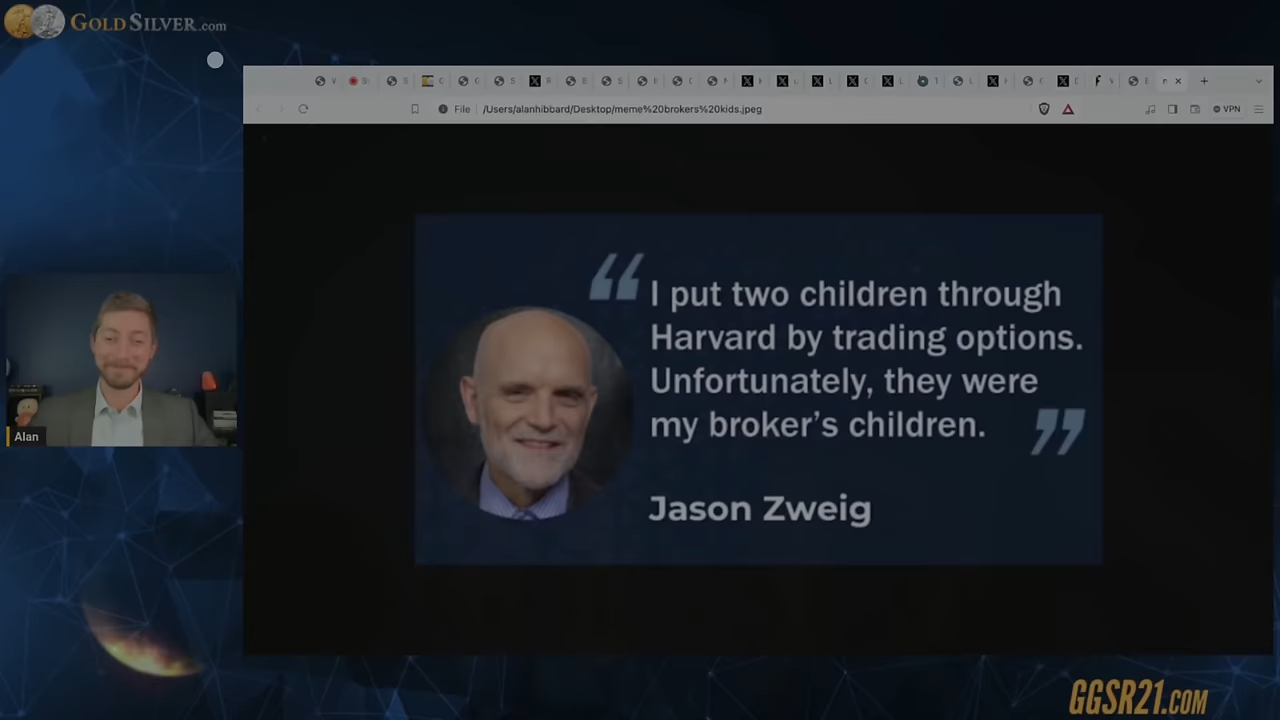 GOLDSILVER.com
File /Users/alanhibbard/Desktop/meme%20brokers%20kids.jpeg
VPN
“ I put two children through
Harvard by trading options.
Unfortunately, they were
my broker’s children. ”
Jason Zweig
Alan
GGSR21.COM